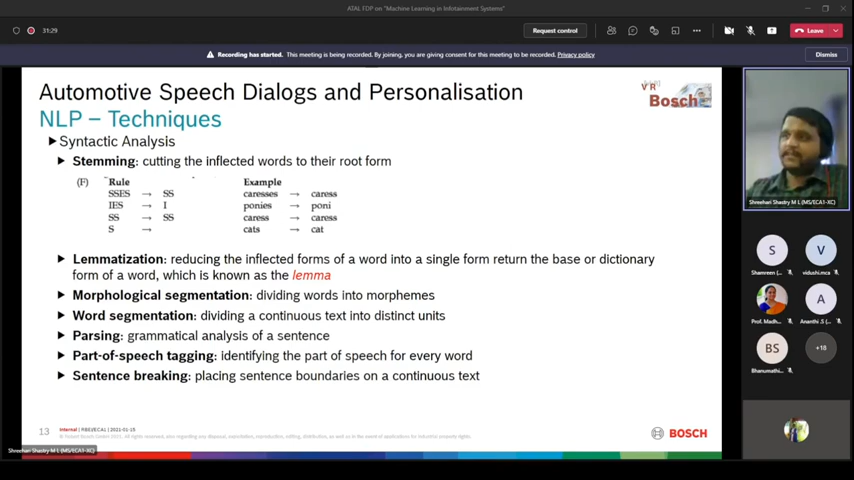 ATAL FDP on "Machine Learning in Infotainment Systems"
31:29
Request control
Leave
Recording has started. This meeting is being recorded. By joining, you are giving consent for this meeting to be recorded. Privacy policy
Dismiss
Automotive Speech Dialogs and Personalisation
NLP – Techniques
VR
Bosch
Syntactic Analysis
Stemming: cutting the inflected words to their root form
(F) Rule Example
SSES → SS caresses → caress
IES → I ponies → poni
SS → SS caress → caress
S → cats → cat
Lemmatization: reducing the inflected forms of a word into a single form return the base or dictionary
form of a word, which is known as the lemma
Morphological segmentation: dividing words into morphemes
Word segmentation: dividing a continuous text into distinct units
Parsing: grammatical analysis of a sentence
Part-of-speech tagging: identifying the part of speech for every word
Sentence breaking: placing sentence boundaries on a continuous text
13
Internal | RBEI/ECA1 | 2021-01-15
BOSCH
Shreehari Shastry M L (MS/ECA1-XC)
Shreehari Shastry M L (MS/ECA1-XC)
S
V
Shamreen (...
vidushi.mca
A
Prof. Madh...
Ananthi .S (...
BS
+18
Bhanumathi...